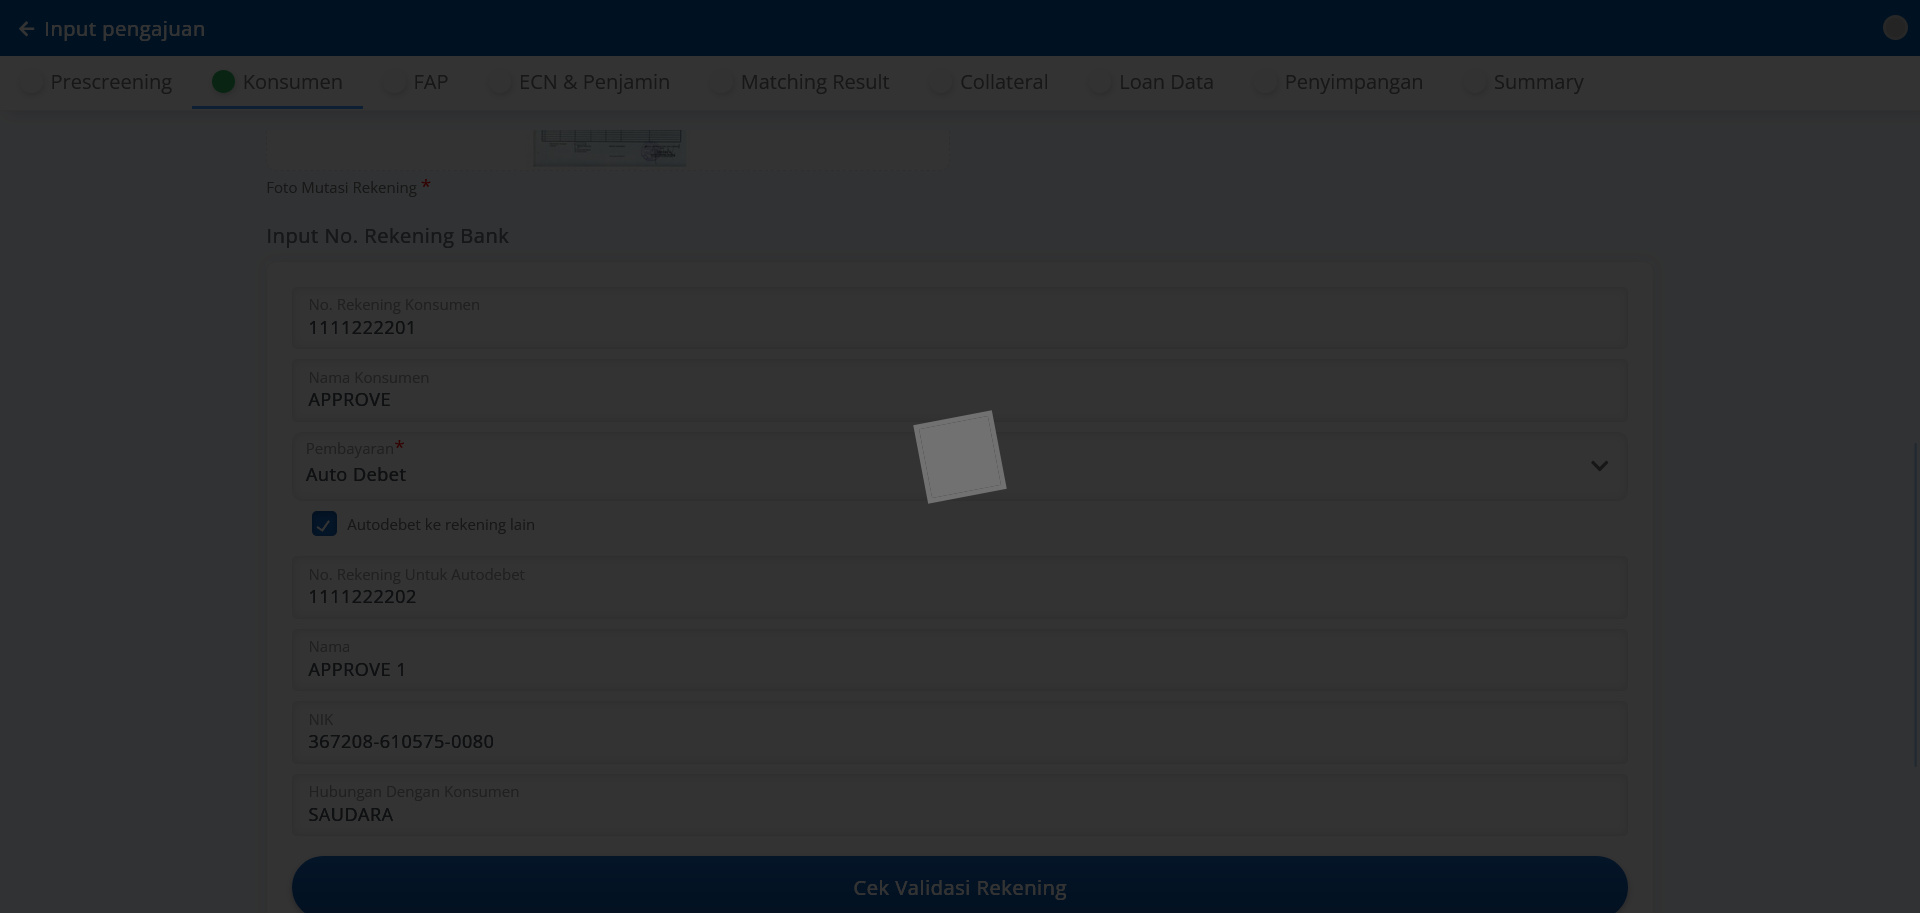 Input pengajuan
Prescreening
Konsumen
FAP
ECN & Penjamin
Matching Result
Collateral
Loan Data
Penyimpangan
Summary
Foto Mutasi Rekening *
Input No. Rekening Bank
No. Rekening Konsumen
1111222201
Nama Konsumen
APPROVE
Pembayaran*
Auto Debet
Autodebet ke rekening lain
No. Rekening Untuk Autodebet
1111222202
Nama
APPROVE 1
NIK
367208-610575-0080
Hubungan Dengan Konsumen
SAUDARA
Cek Validasi Rekening